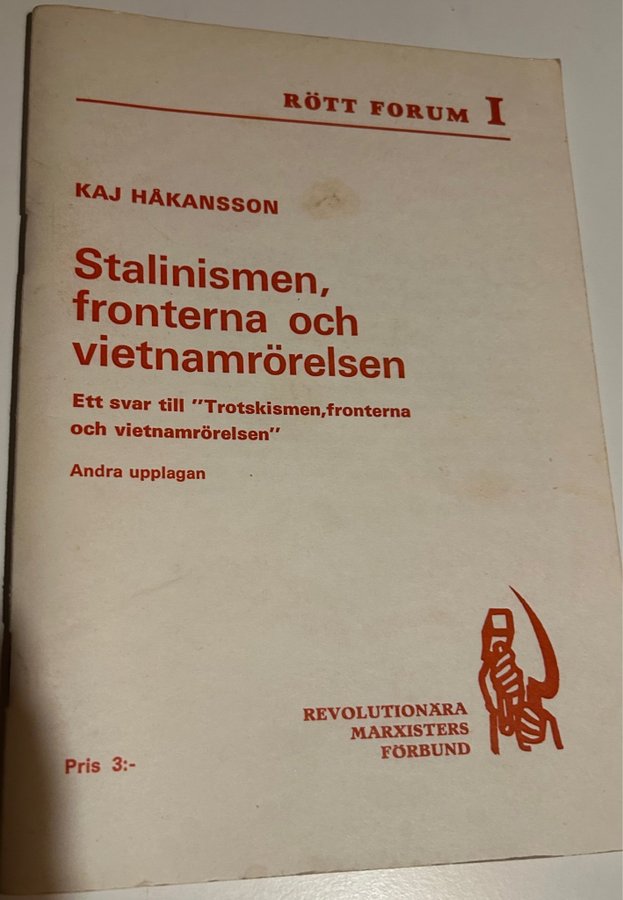 RÖTT FORUM I
KAJ HÅKANSSON
Stalinismen,
fronterna och
vietnamrörelsen
Ett svar till "Trotskismen,fronterna
och vietnamrörelsen"
Andra upplagan
REVOLUTIONÄRA
MARXISTERS
FÖRBUND
Pris 3:-